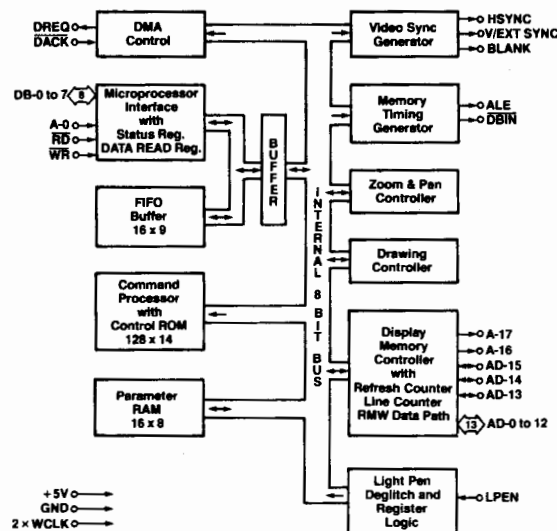 DREQ
DACK
DMA
Control
DB-0 to 7
8
A-0
RD
WR
Microprocessor
Interface
with
Status Reg.
DATA READ Reg.
FIFO
Buffer
16 x 9
BUFFER
Command
Processor
with
Control ROM
128 x 14
Parameter
RAM
16 x 8
+5V
GND
2 × WCLK
INTERNAL 8 BIT BUS
Video Sync
Generator
HSYNC
V/EXT SYNC
BLANK
Memory
Timing
Generator
ALE
DBIN
Zoom & Pan
Controller
Drawing
Controller
Display
Memory
Controller
with
Refresh Counter
Line Counter
RMW Data Path
A-17
A-16
AD-15
AD-14
AD-13
13
AD-0 to 12
Light Pen
Deglitch and
Register
Logic
LPEN